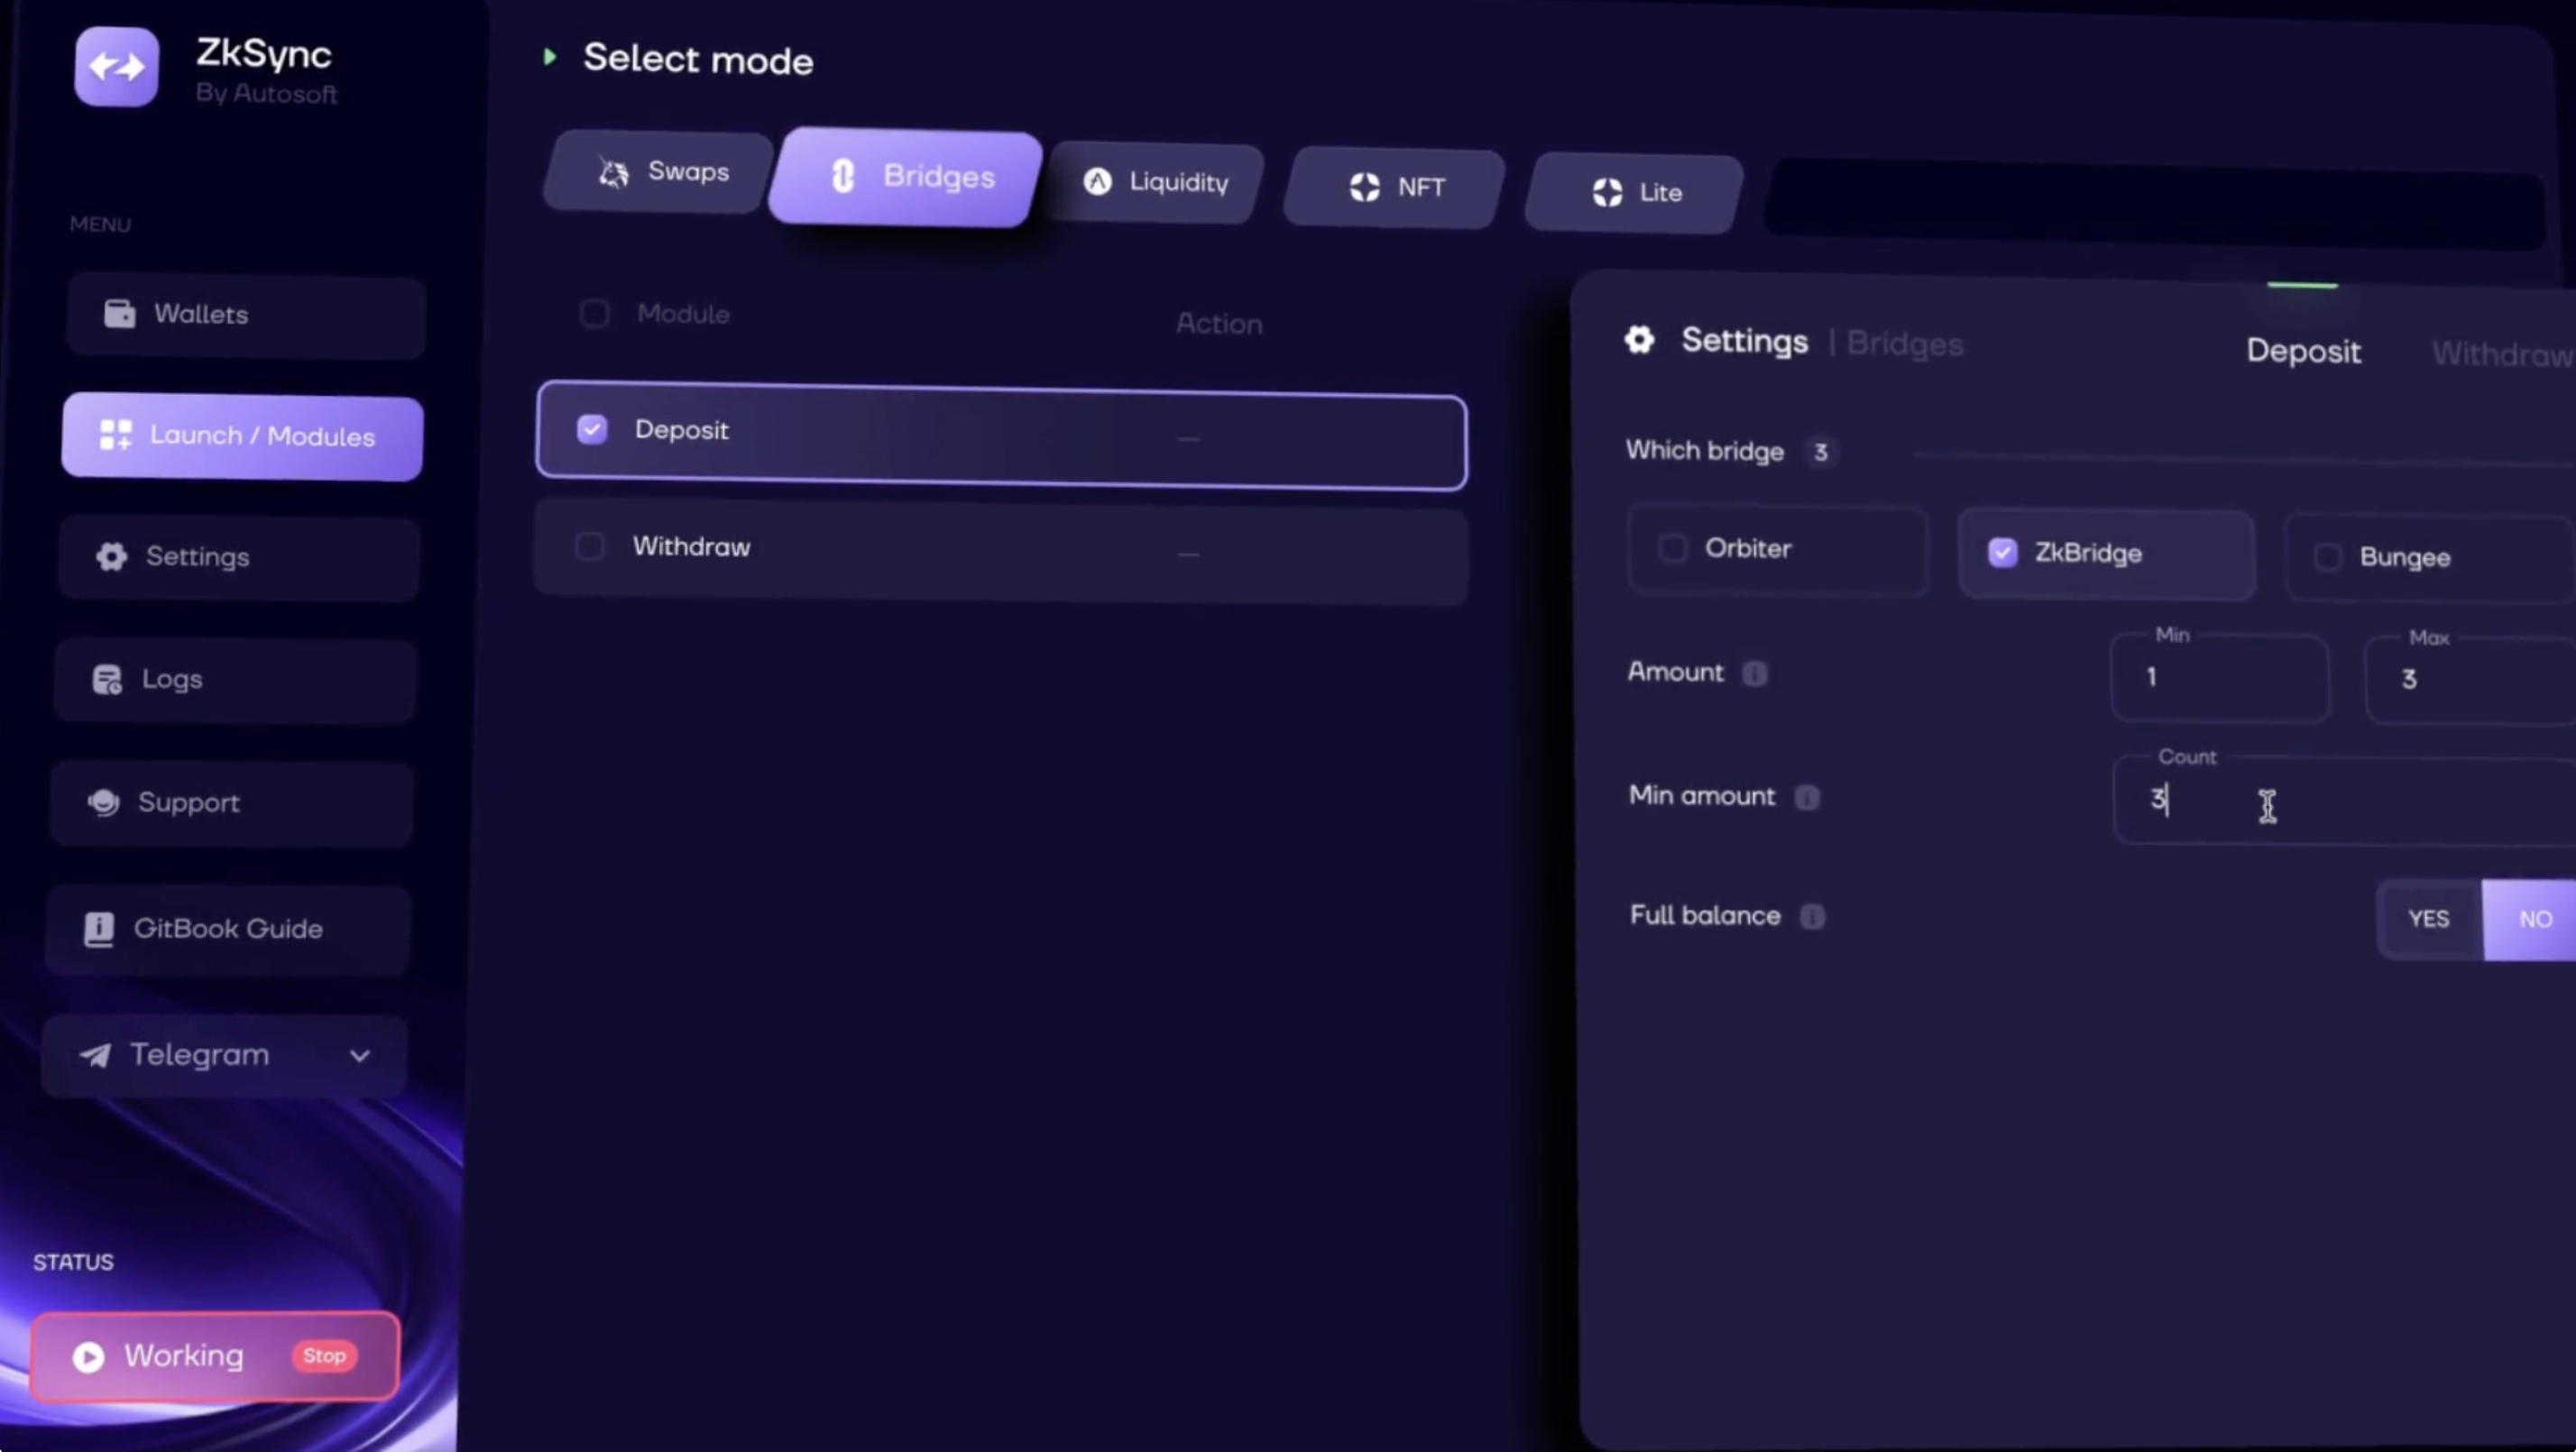 ZkSync
By Autosoft
MENU
Wallets
Launch / Modules
Settings
Logs
Support
GitBook Guide
Telegram
STATUS
Working Stop
Select mode
Swaps Bridges Liquidity NFT Lite
Module Action
Deposit —
Withdraw —
Settings | Bridges Deposit Withdraw
Which bridge 3
Orbiter ZkBridge Bungee
Min Max
Amount 1 3
Count
Min amount 3
Full balance YES NO